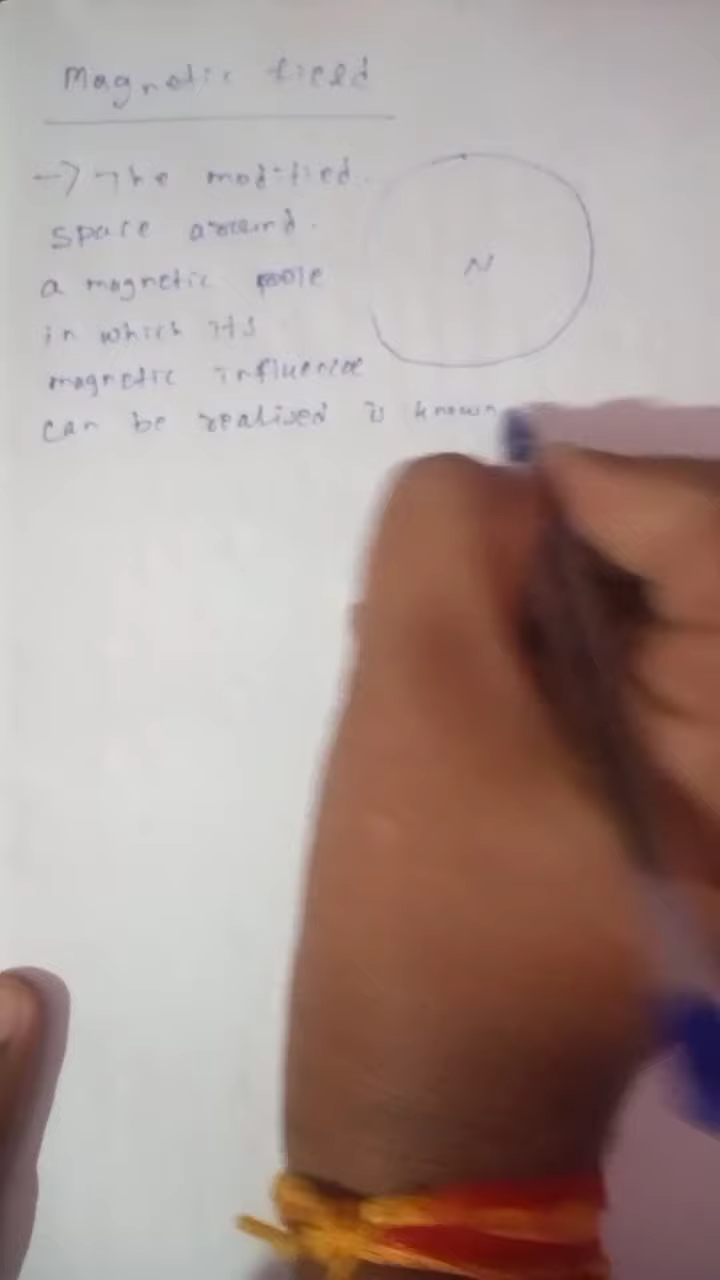 Magnetic field
→ The modified
space around
a magnetic pole
N
in which its
magnetic influence
can be realised is known